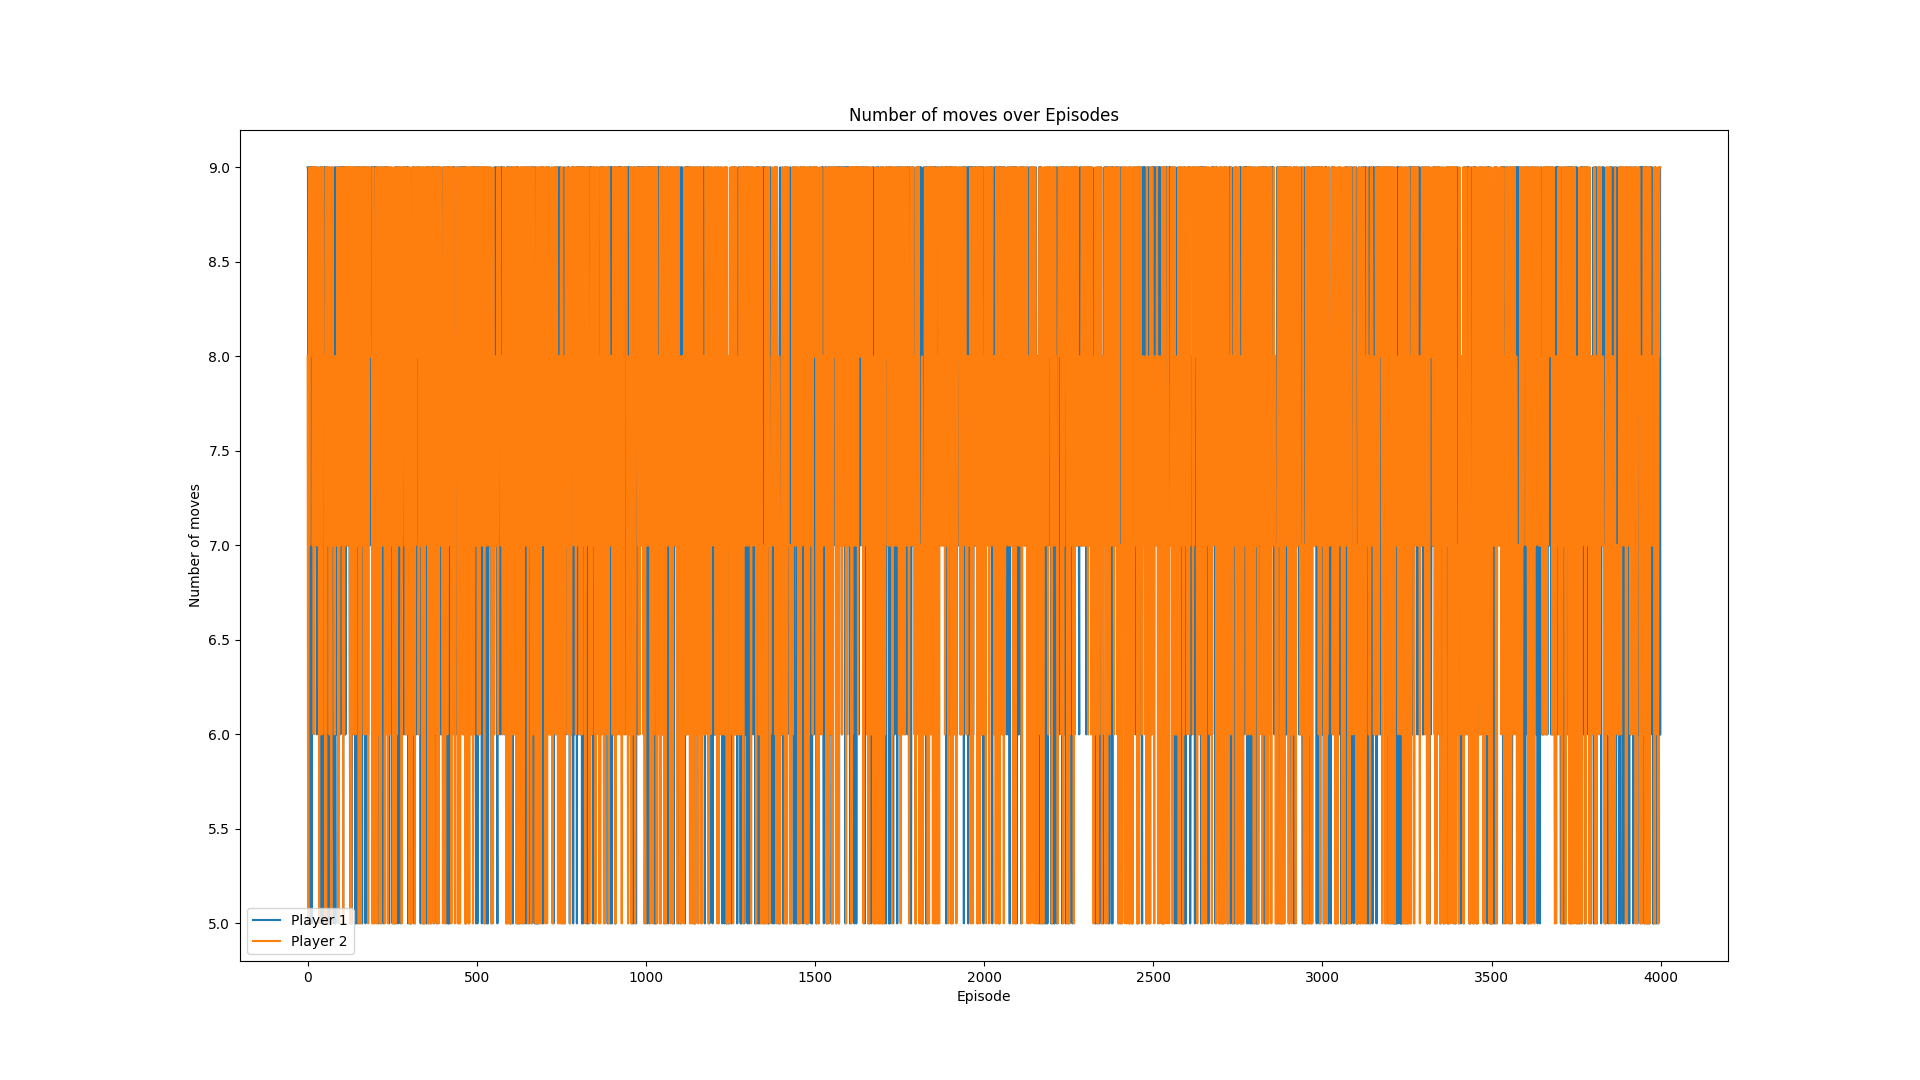 Number of moves over Episodes
9.0
8.5
8.0
7.5
7.0
6.5
6.0
5.5
5.0
Number of moves
Player 1
Player 2
0 500 1000 1500 2000 2500 3000 3500 4000
Episode